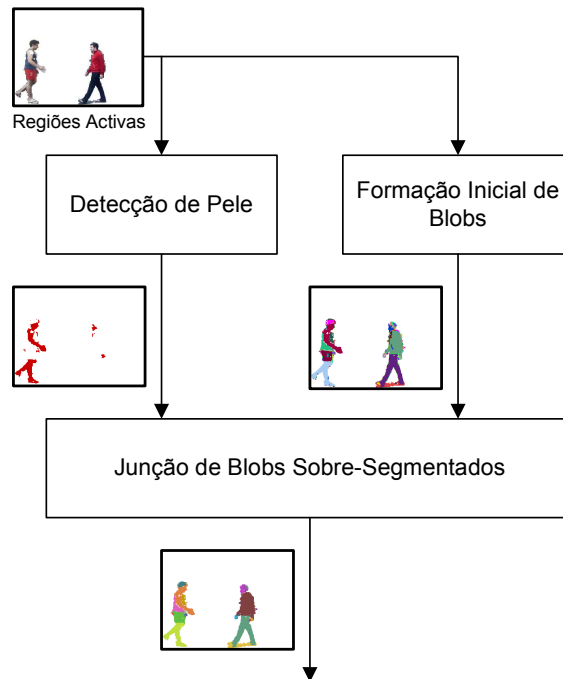 Regiões Activas
Detecção de Pele
Formação Inicial de
Blobs
Junção de Blobs Sobre-Segmentados